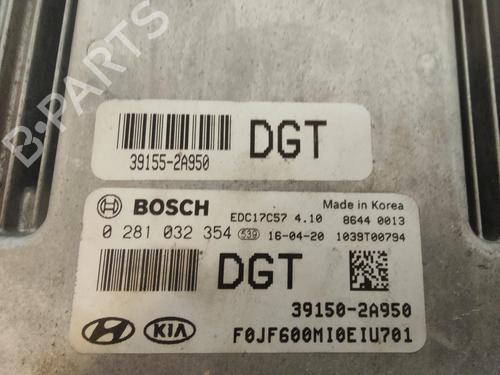 B-PARTS
39155-2A950
DGT
BOSCH
EDC17C57 4.10
Made in Korea
8644 0013
0 281 032 354
539
16-04-20
1039T00794
DGT
39150-2A950
KIA
F0JF600MI0EIU701